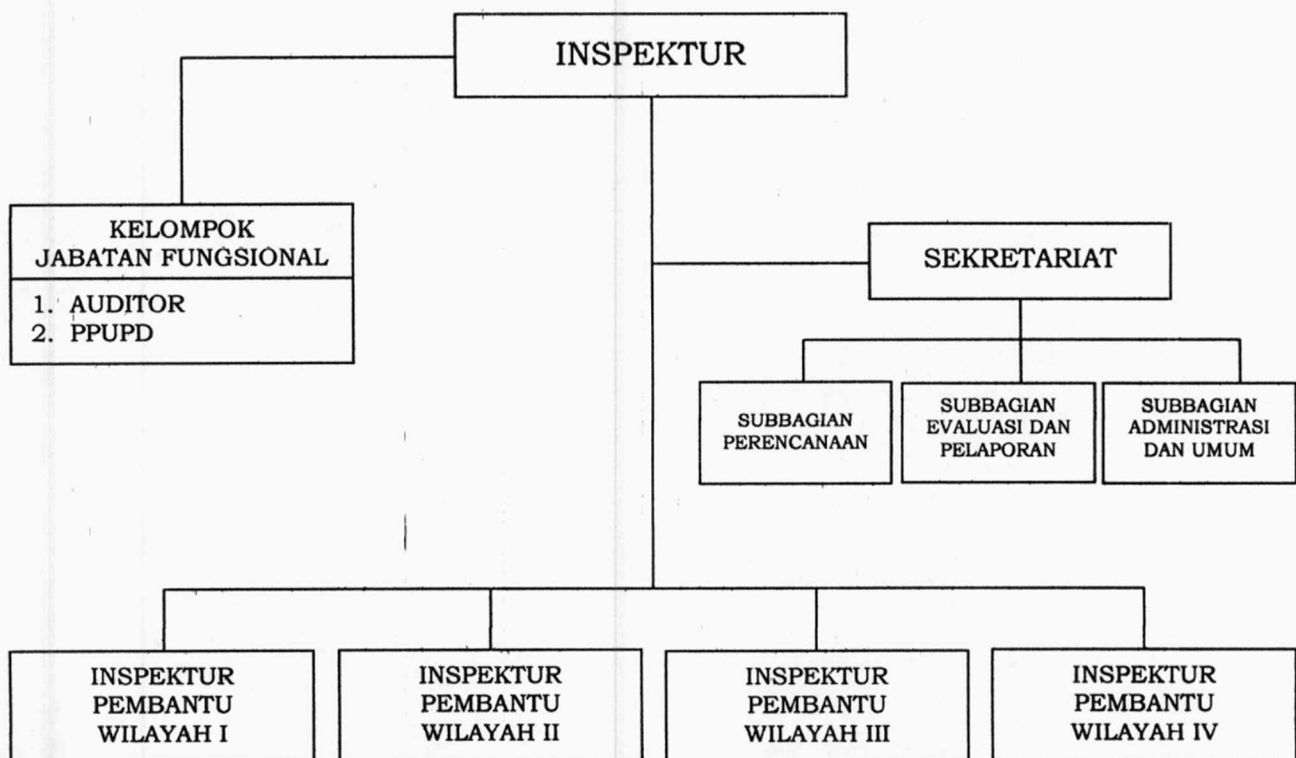 INSPEKTUR
KELOMPOK
JABATAN FUNGSIONAL
1. AUDITOR
2. PPUPD
SEKRETARIAT
SUBBAGIAN
PERENCANAAN
SUBBAGIAN
EVALUASI DAN
PELAPORAN
SUBBAGIAN
ADMINISTRASI
DAN UMUM
INSPEKTUR
PEMBANTU
WILAYAH I
INSPEKTUR
PEMBANTU
WILAYAH II
INSPEKTUR
PEMBANTU
WILAYAH III
INSPEKTUR
PEMBANTU
WILAYAH IV